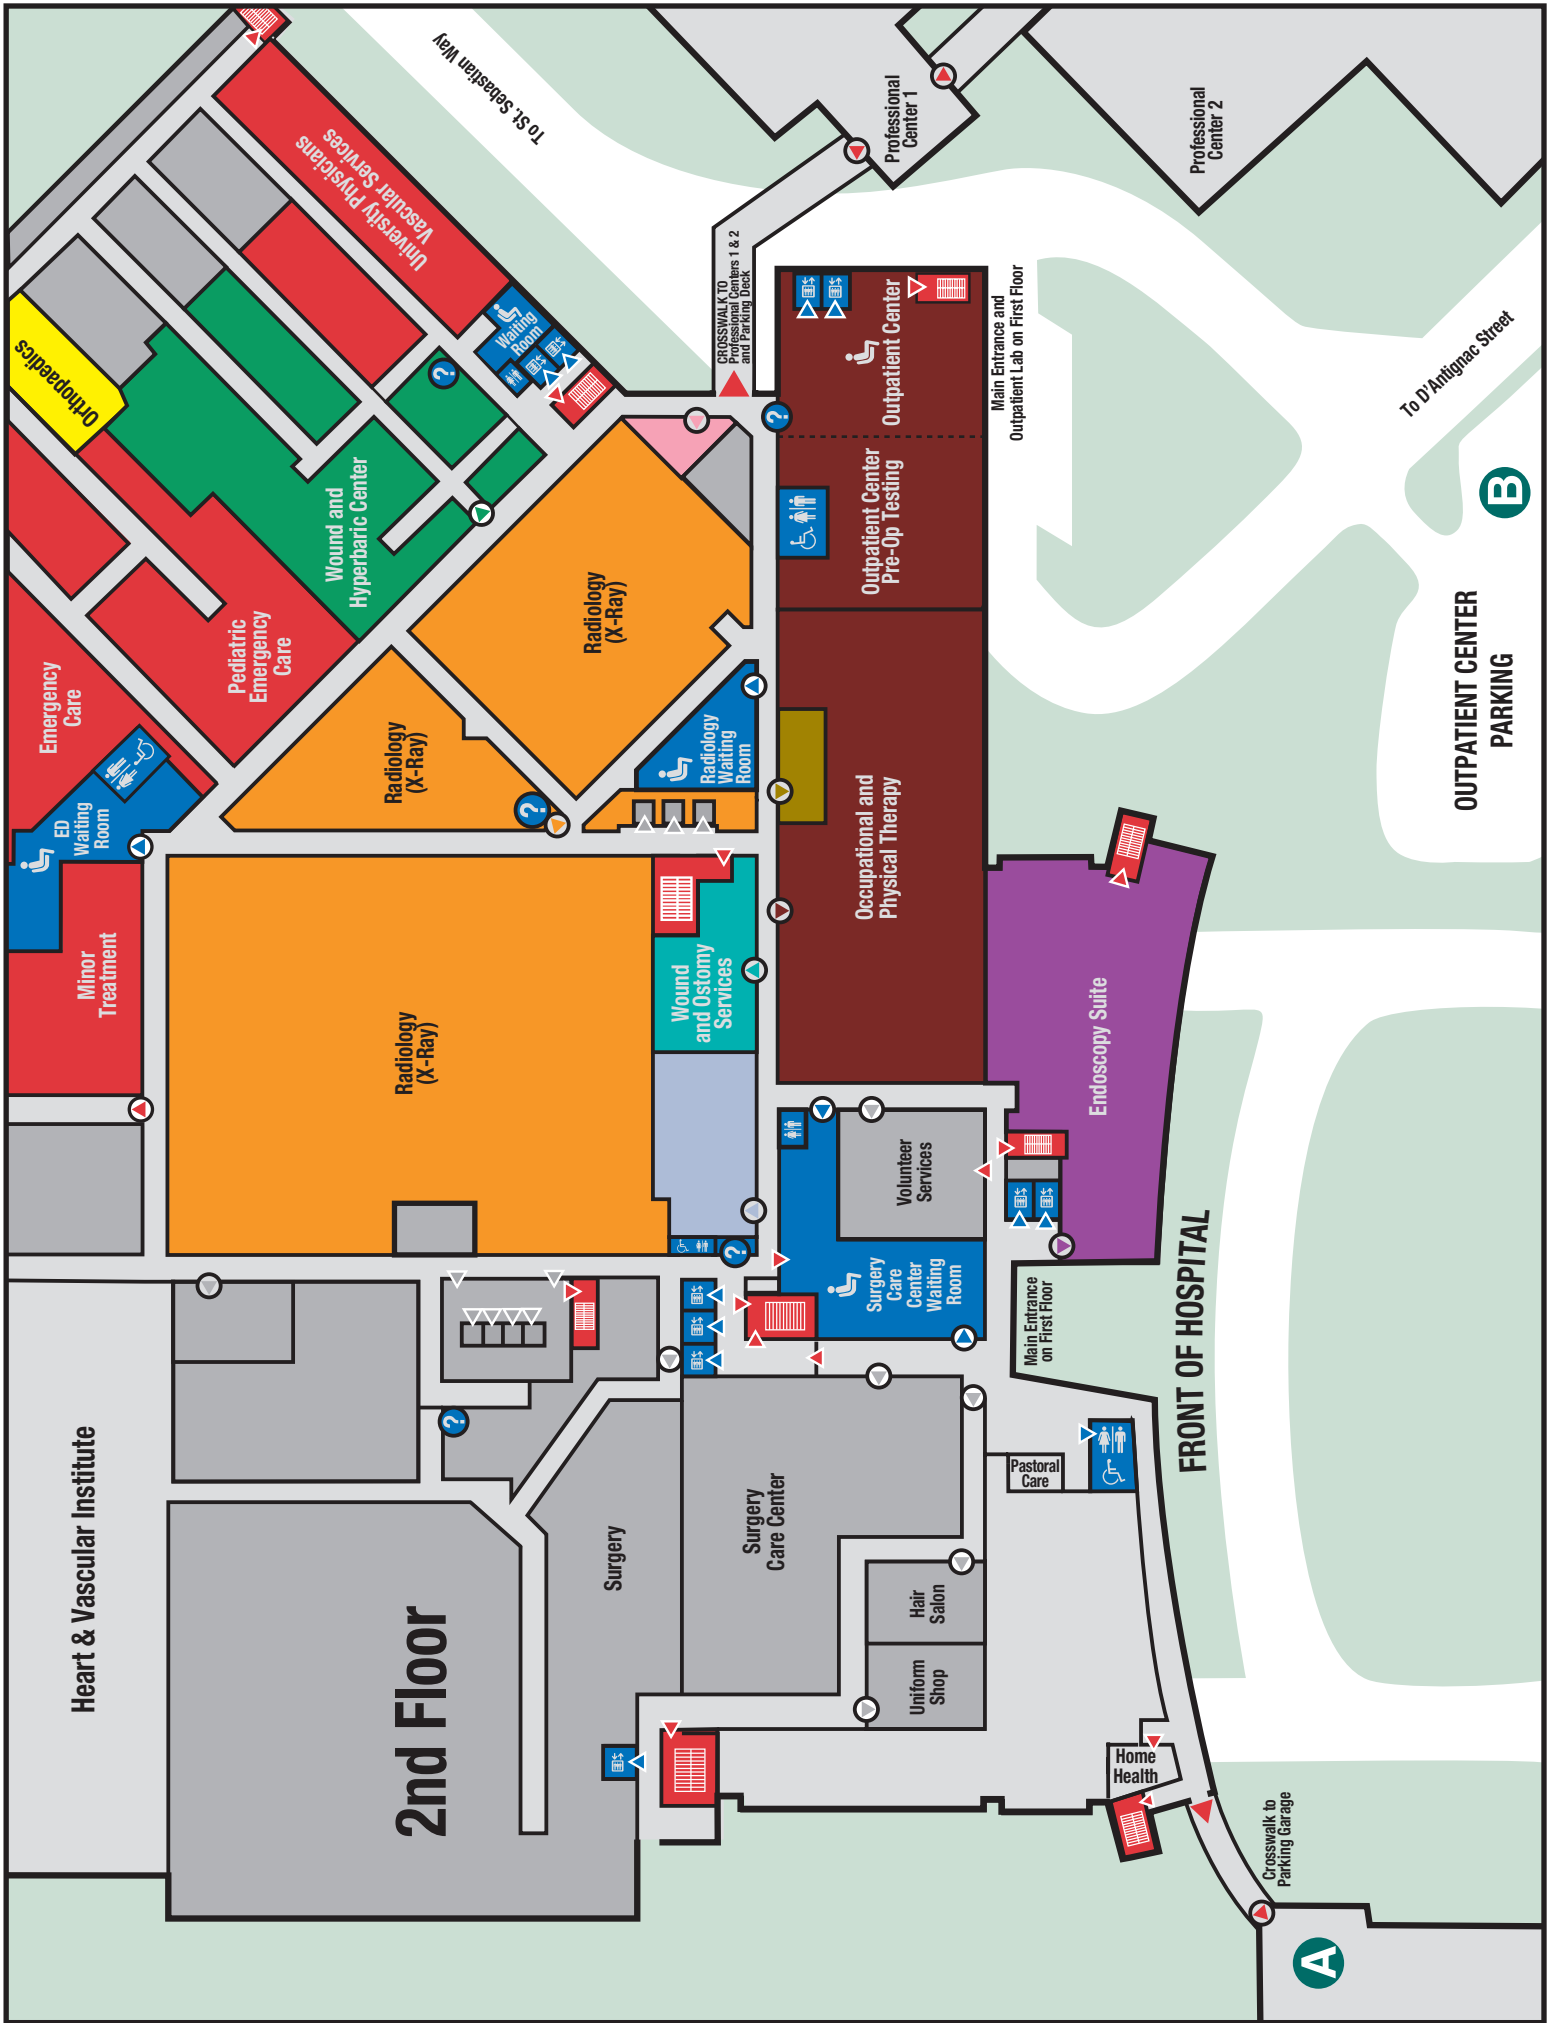 Heart & Vascular Institute
2nd Floor
Surgery
Surgery
Care Center
Uniform
Shop
Hair
Salon
Home
Health
Crosswalk to
Parking Garage
A
Pastoral
Care
FRONT OF HOSPITAL
Main Entrance
on First Floor
Surgery
Care
Center
Waiting
Room
Volunteer
Services
?
?
Endoscopy Suite
Minor
Treatment
Radiology
(X-Ray)
Wound
and Ostomy
Services
Occupational and
Physical Therapy
ED
Waiting
Room
Emergency
Care
Pediatric
Emergency
Care
Radiology
(X-Ray)
?
Radiology
Waiting
Room
Radiology
(X-Ray)
Wound and
Hyperbaric Center
Orthopaedics
?
Waiting
Room
University Physicians
Vascular Services
To St. Sebastian Way
CROSSWALK TO
Professional Centers 1 & 2
and Parking Deck
?
Outpatient Center
Pre-Op Testing
Outpatient Center
Main Entrance and
Outpatient Lab on First Floor
Professional
Center 1
Professional
Center 2
To D'Antignac Street
B
OUTPATIENT CENTER
PARKING